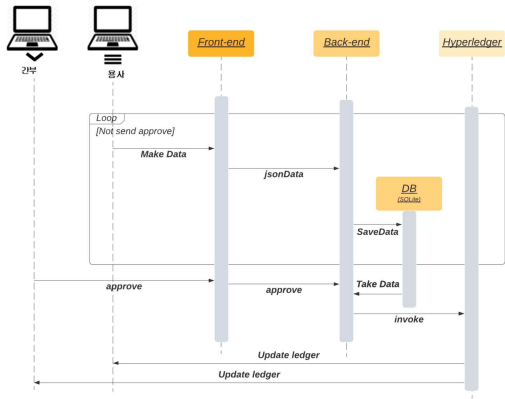 간부
용사
Front-end
Back-end
Hyperledger
Loop
[Not send approve]
Make Data
jsonData
DB
(SQLite)
SaveData
approve
approve
Take Data
invoke
Update ledger
Update ledger